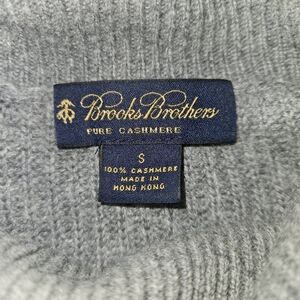 Brooks Brothers
PURE CASHMERE
S
100% CASHMERE
MADE IN
HONG KONG